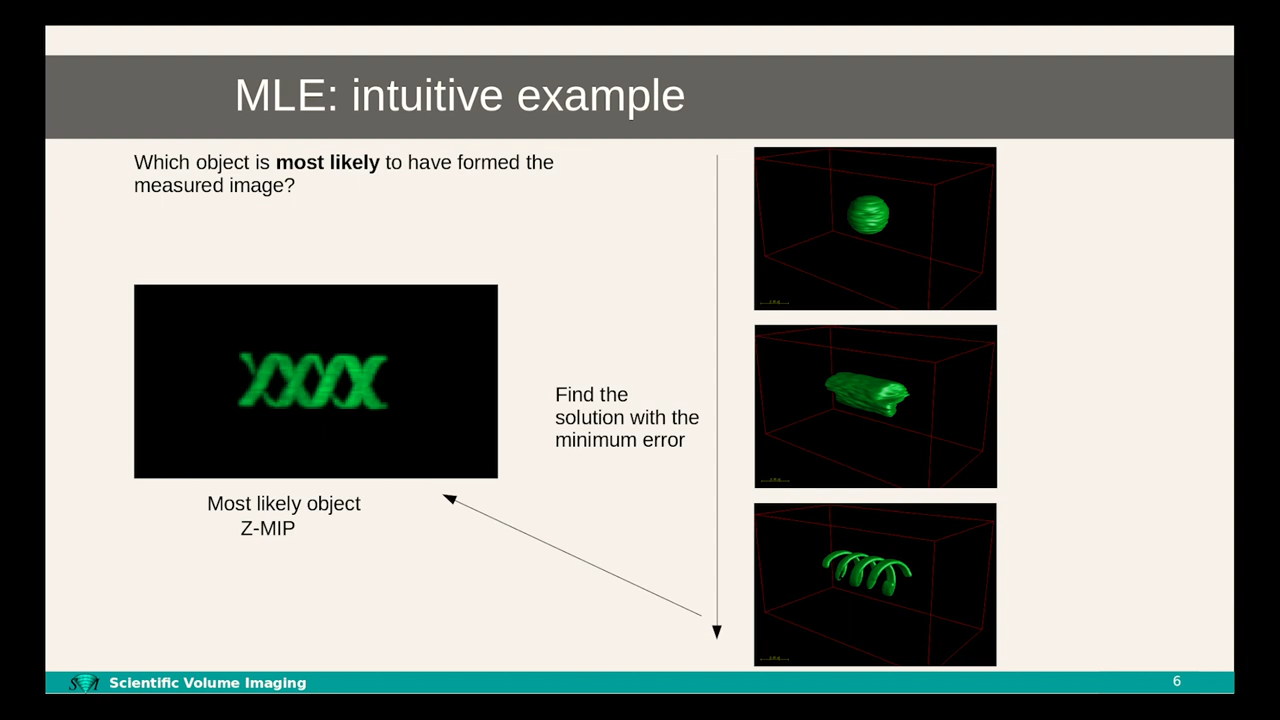 MLE: intuitive example
Which object is most likely to have formed the
measured image?
Find the
solution with the
minimum error
Most likely object
Z-MIP
SVI Scientific Volume Imaging
6